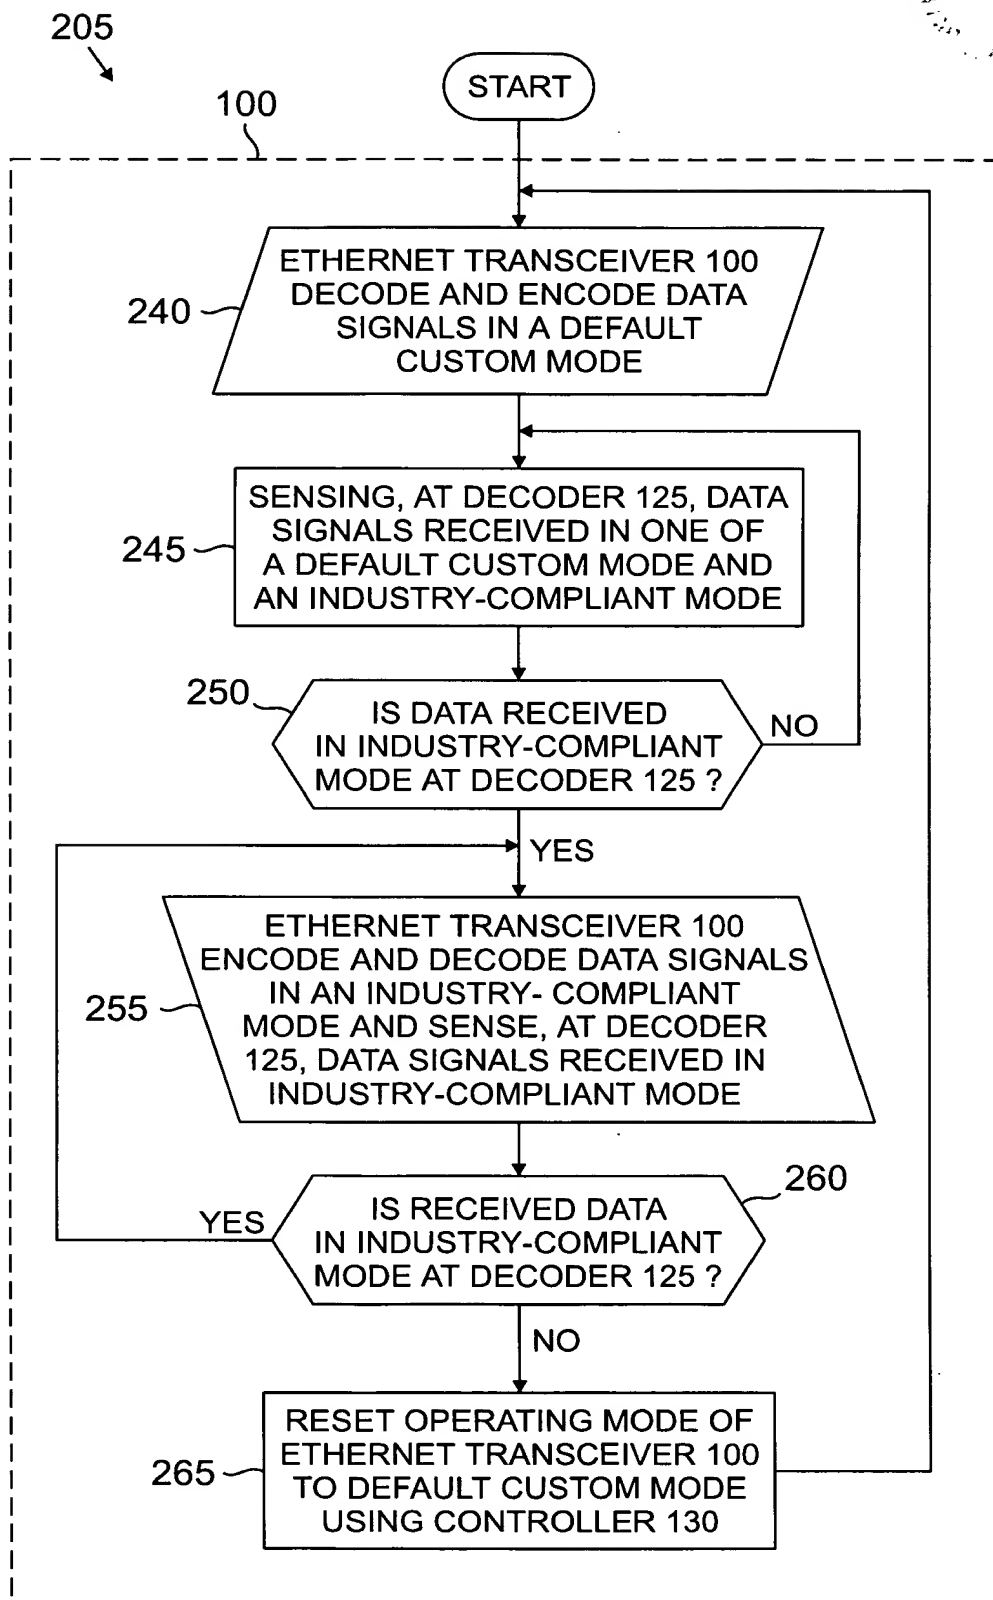 205
START
100
ETHERNET TRANSCEIVER 100
DECODE AND ENCODE DATA
SIGNALS IN A DEFAULT
CUSTOM MODE
240
SENSING, AT DECODER 125, DATA
SIGNALS RECEIVED IN ONE OF
A DEFAULT CUSTOM MODE AND
AN INDUSTRY-COMPLIANT MODE
245
250
IS DATA RECEIVED
IN INDUSTRY-COMPLIANT
MODE AT DECODER 125 ?
NO
YES
ETHERNET TRANSCEIVER 100
ENCODE AND DECODE DATA SIGNALS
IN AN INDUSTRY- COMPLIANT
MODE AND SENSE, AT DECODER
125, DATA SIGNALS RECEIVED IN
INDUSTRY-COMPLIANT MODE
255
260
YES
IS RECEIVED DATA
IN INDUSTRY-COMPLIANT
MODE AT DECODER 125 ?
NO
RESET OPERATING MODE OF
ETHERNET TRANSCEIVER 100
TO DEFAULT CUSTOM MODE
USING CONTROLLER 130
265